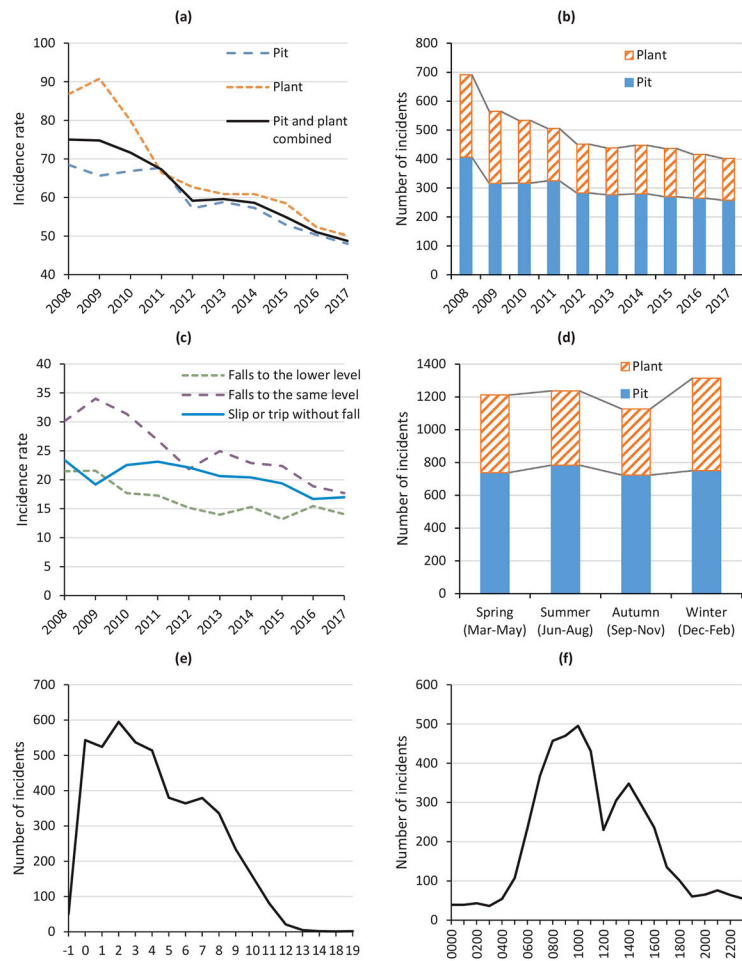 (a)
Incidence rate
100
90
80
70
60
50
40
Pit
Plant
Pit and plant
combined
2008
2009
2010
2011
2012
2013
2014
2015
2016
2017
(b)
Number of incidents
800
700
600
500
400
300
200
100
0
Plant
Pit
2008
2009
2010
2011
2012
2013
2014
2015
2016
2017
(c)
Incidence rate
40
35
30
25
20
15
10
5
0
Falls to the lower level
Falls to the same level
Slip or trip without fall
2008
2009
2010
2011
2012
2013
2014
2015
2016
2017
(d)
Number of incidents
1400
1200
1000
800
600
400
200
0
Plant
Pit
Spring
(Mar-May)
Summer
(Jun-Aug)
Autumn
(Sep-Nov)
Winter
(Dec-Feb)
(e)
Number of incidents
700
600
500
400
300
200
100
0
-1 0 1 2 3 4 5 6 7 8 9 10 11 12 13 14 18 19
(f)
Number of incidents
600
500
400
300
200
100
0
0000
0200
0400
0600
0800
1000
1200
1400
1600
1800
2000
2200